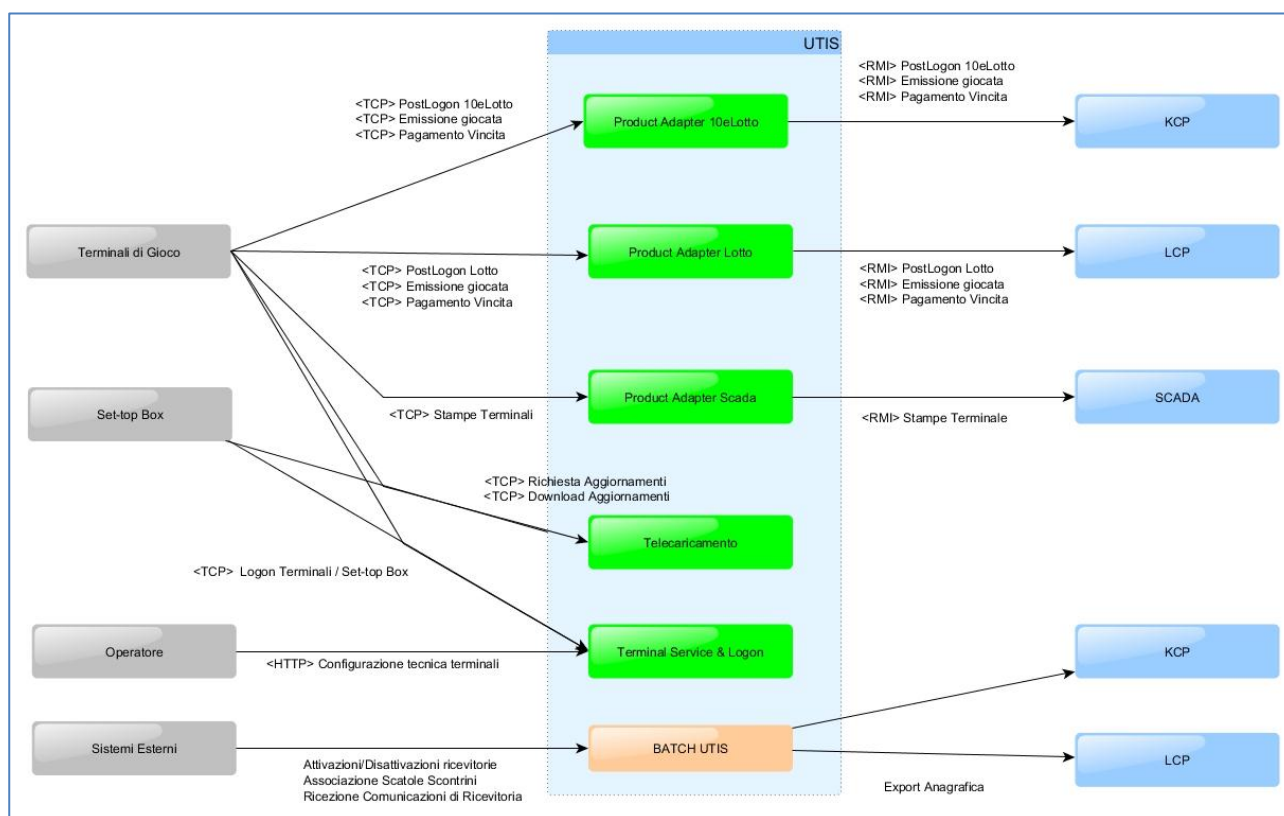 UTIS
<TCP> PostLogon 10eLotto
<TCP> Emissione giocata
<TCP> Pagamento Vincita
Product Adapter 10eLotto
<RMI> PostLogon 10eLotto
<RMI> Emissione giocata
<RMI> Pagamento Vincita
KCP
Terminali di Gioco
<TCP> PostLogon Lotto
<TCP> Emissione giocata
<TCP> Pagamento Vincita
Product Adapter Lotto
<RMI> PostLogon Lotto
<RMI> Emissione giocata
<RMI> Pagamento Vincita
LCP
Set-top Box
<TCP> Stampe Terminali
Product Adapter Scada
<RMI> Stampe Terminale
SCADA
<TCP> Richiesta Aggiornamenti
<TCP> Download Aggiornamenti
Telecaricamento
<TCP> Logon Terminali / Set-top Box
Operatore
<HTTP> Configurazione tecnica terminali
Terminal Service & Logon
KCP
Sistemi Esterni
Attivazioni/Disattivazioni ricevitorie
Associazione Scatole Scontrini
Ricezione Comunicazioni di Ricevitoria
BATCH UTIS
Export Anagrafica
LCP